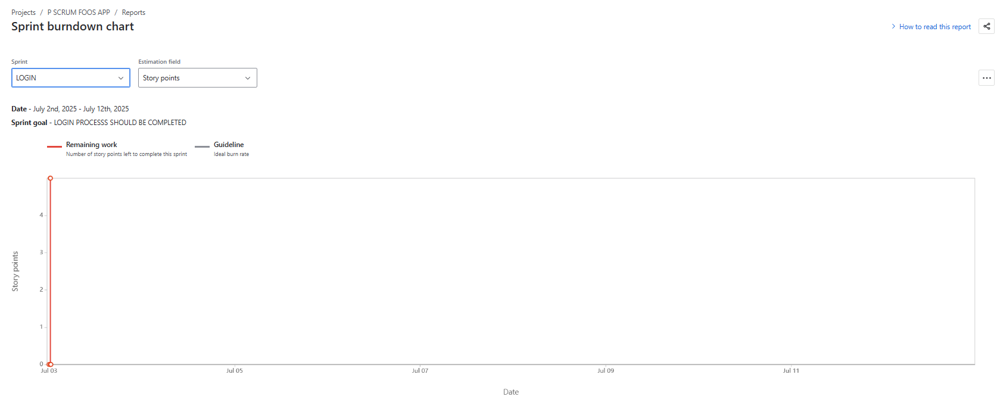 Projects / P SCRUM FOOS APP / Reports
Sprint burndown chart
How to read this report
Sprint
Estimation field
LOGIN
Story points
Date - July 2nd, 2025 - July 12th, 2025
Sprint goal - LOGIN PROCESSS SHOULD BE COMPLETED
Remaining work
Number of story points left to complete this sprint
Guideline
Ideal burn rate
Story points
4
3
2
1
0
Jul 03 Jul 05 Jul 07 Jul 09 Jul 11
Date